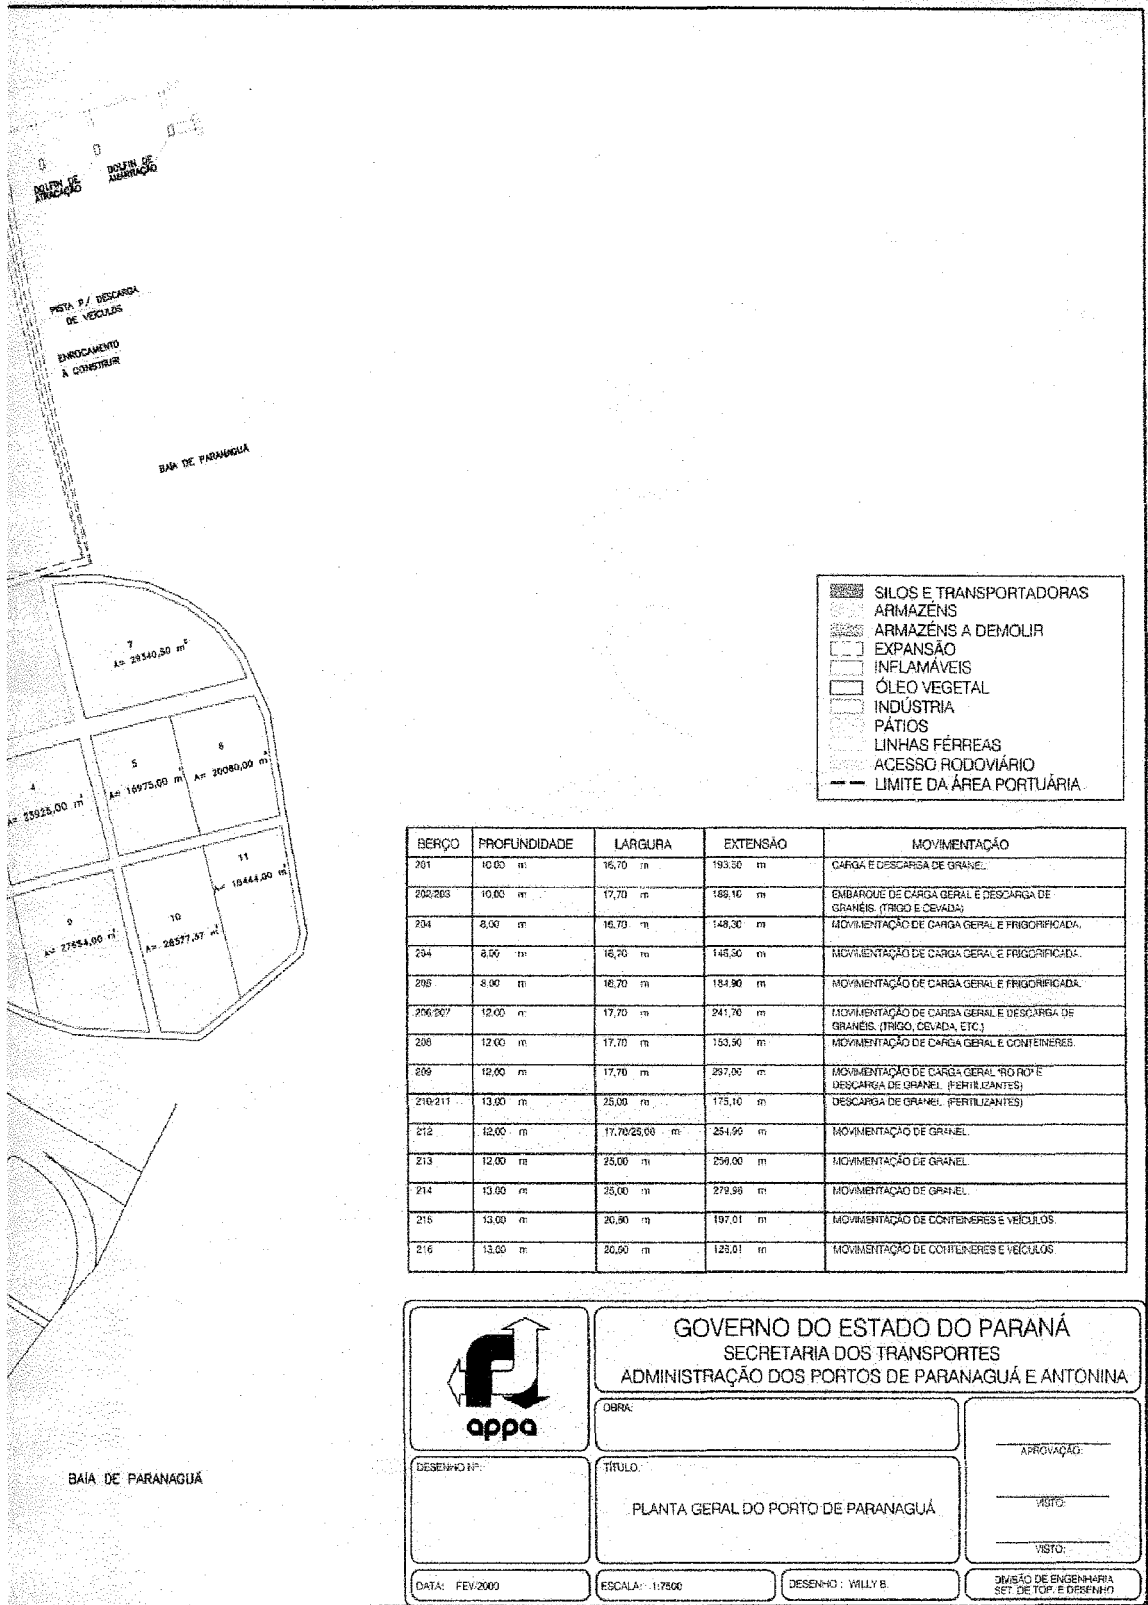 DOLFIN DE
ATRACAÇÃO
DOLFIN DE
AMARRAÇÃO
PISTA P/ DESCARGA
DE VEÍCULOS
ENROCAMENTO
A CONSTRUIR
BAÍA DE PARANAGUÁ
7
A= 29340,50 m²
4
A= 23925,00 m²
5
A= 16975,00 m²
6
A= 20080,00 m²
9
A= 27654,00 m²
10
A= 28577,57 m²
11
A= 18444,00 m²
SILOS E TRANSPORTADORAS
ARMAZÉNS
ARMAZÉNS A DEMOLIR
EXPANSÃO
INFLAMÁVEIS
ÓLEO VEGETAL
INDÚSTRIA
PÁTIOS
LINHAS FÉRREAS
ACESSO RODOVIÁRIO
LIMITE DA ÁREA PORTUÁRIA
BERÇO PROFUNDIDADE LARGURA EXTENSÃO MOVIMENTAÇÃO
201 10,00 m 16,70 m 193,50 m CARGA E DESCARGA DE GRANEL.
202/203 10,00 m 17,70 m 189,10 m EMBARQUE DE CARGA GERAL E DESCARGA DE
GRANÉIS. (TRIGO E CEVADA)
204 8,00 m 16,70 m 148,30 m MOVIMENTAÇÃO DE CARGA GERAL E FRIGORIFICADA.
204 8,00 m 16,70 m 148,30 m MOVIMENTAÇÃO DE CARGA GERAL E FRIGORIFICADA.
205 8,00 m 16,70 m 184,90 m MOVIMENTAÇÃO DE CARGA GERAL E FRIGORIFICADA.
206/207 12,00 m 17,70 m 241,70 m MOVIMENTAÇÃO DE CARGA GERAL E DESCARGA DE
GRANÉIS. (TRIGO, CEVADA, ETC.)
208 12,00 m 17,70 m 153,50 m MOVIMENTAÇÃO DE CARGA GERAL E CONTEINERES.
209 12,00 m 17,70 m 297,00 m MOVIMENTAÇÃO DE CARGA GERAL "RO RO" E
DESCARGA DE GRANEL. (FERTILIZANTES)
210/211 13,00 m 25,00 m 175,10 m DESCARGA DE GRANEL. (FERTILIZANTES)
212 12,00 m 17,70/25,00 m 254,90 m MOVIMENTAÇÃO DE GRANEL.
213 12,00 m 25,00 m 256,00 m MOVIMENTAÇÃO DE GRANEL.
214 13,00 m 25,00 m 279,96 m MOVIMENTAÇÃO DE GRANEL.
215 13,00 m 20,50 m 197,01 m MOVIMENTAÇÃO DE CONTEINERES E VEÍCULOS.
216 13,00 m 20,50 m MOVIMENTAÇÃO DE CONTEINERES E VEÍCULOS.
appa
GOVERNO DO ESTADO DO PARANÁ
SECRETARIA DOS TRANSPORTES
ADMINISTRAÇÃO DOS PORTOS DE PARANAGUÁ E ANTONINA
OBRA:
APROVAÇÃO:
DESENHO Nº:
TÍTULO:
PLANTA GERAL DO PORTO DE PARANAGUÁ
VISTO:
VISTO:
DATA: FEV/2000
ESCALA: 1:7500
DESENHO : WILLY B.
DIVISÃO DE ENGENHARIA
SET. DE TOP. E DESENHO
BAÍA DE PARANAGUÁ